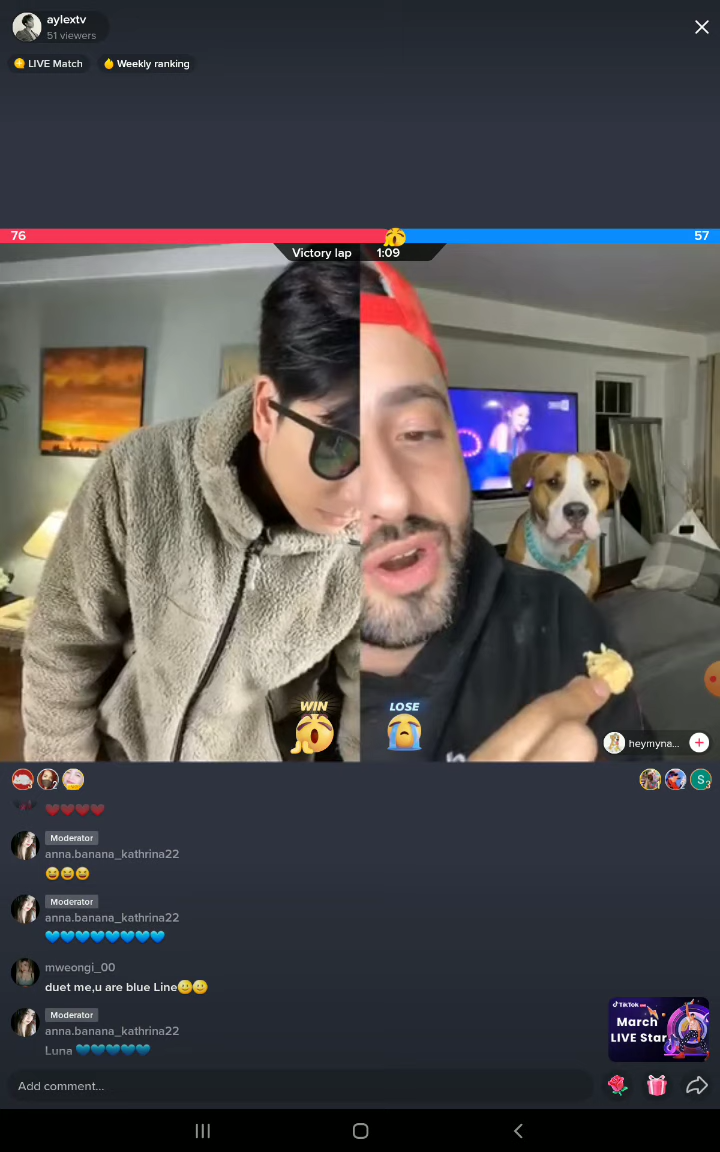 aylextv
51 viewers
LIVE Match
Weekly ranking
76
57
Victory lap 1:09
WIN
LOSE
heymyna...
S
Moderator
anna.banana_kathrina22
Moderator
anna.banana_kathrina22
mweongi_00
duet me,u are blue Line
Moderator
anna.banana_kathrina22
Luna
TikTok
March
LIVE Star
Add comment...